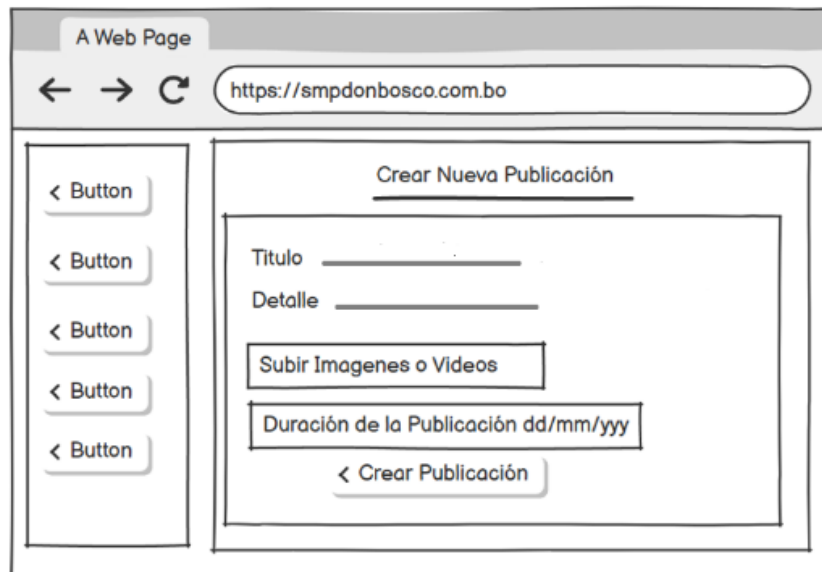 A Web Page
https://smpdonbosco.com.bo
Button
Button
Button
Button
Button
Crear Nueva Publicación
Titulo
Detalle
Subir Imagenes o Videos
Duración de la Publicación dd/mm/yyy
Crear Publicación